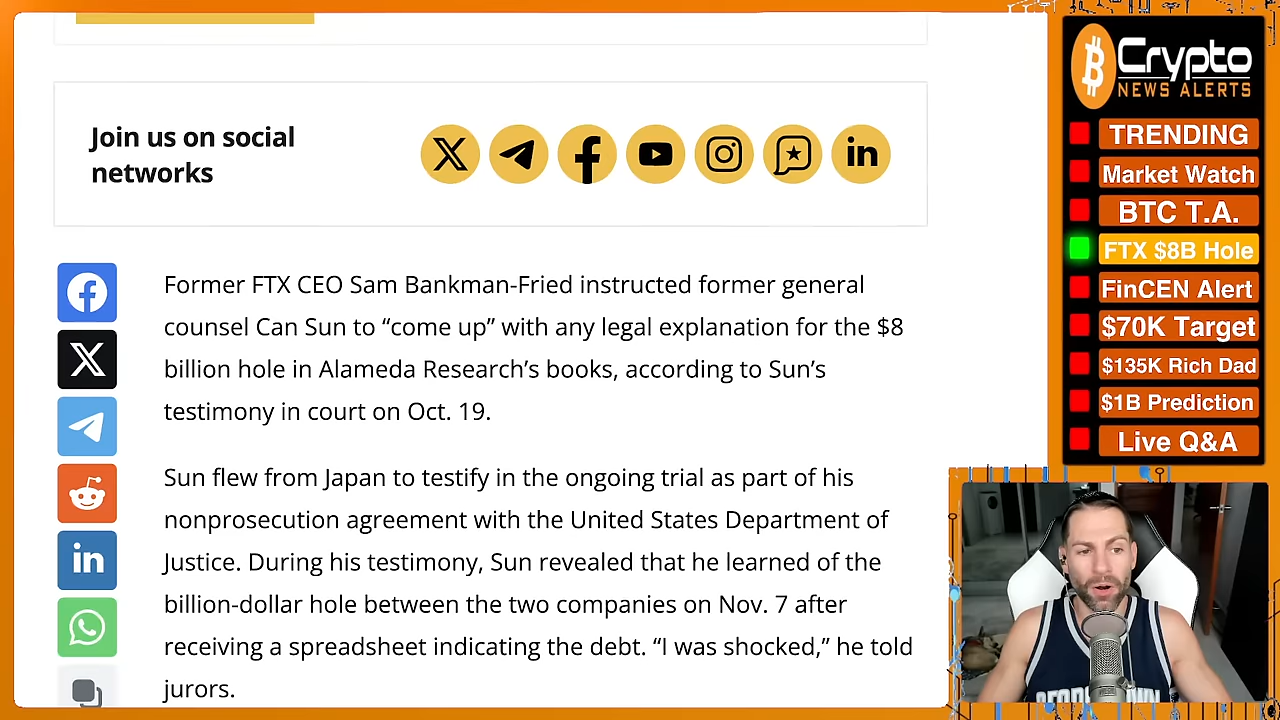 Join us on social
networks
Former FTX CEO Sam Bankman-Fried instructed former general
counsel Can Sun to “come up” with any legal explanation for the $8
billion hole in Alameda Research’s books, according to Sun’s
testimony in court on Oct. 19.
Sun flew from Japan to testify in the ongoing trial as part of his
nonprosecution agreement with the United States Department of
Justice. During his testimony, Sun revealed that he learned of the
billion-dollar hole between the two companies on Nov. 7 after
receiving a spreadsheet indicating the debt. “I was shocked,” he told
jurors.
Crypto
NEWS ALERTS
TRENDING
Market Watch
BTC T.A.
FTX $8B Hole
FinCEN Alert
$70K Target
$135K Rich Dad
$1B Prediction
Live Q&A